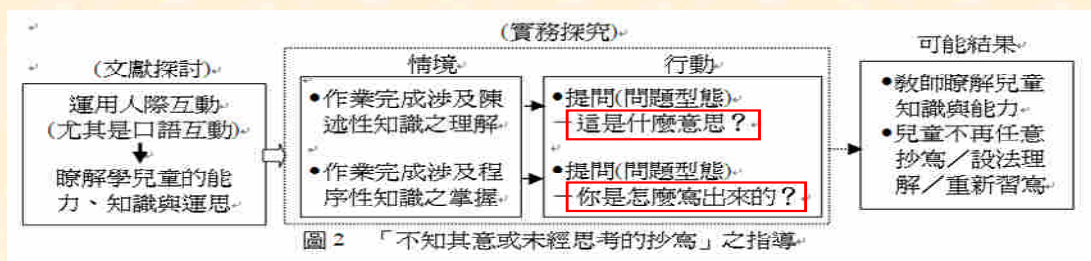 (文獻探討)
運用人際互動
(尤其是口語互動)
瞭解學兒童的能
力、知識與運思
(實務探究)
情境
•作業完成涉及陳
述性知識之理解
•作業完成涉及程
序性知識之掌握
行動
•提問(問題型態)
－這是什麼意思？
•提問(問題型態)
－你是怎麼寫出來的？
可能結果
•教師瞭解兒童
知識與能力
•兒童不再任意
抄寫／設法理
解／重新習寫
圖 2 「不知其意或未經思考的抄寫」之指導